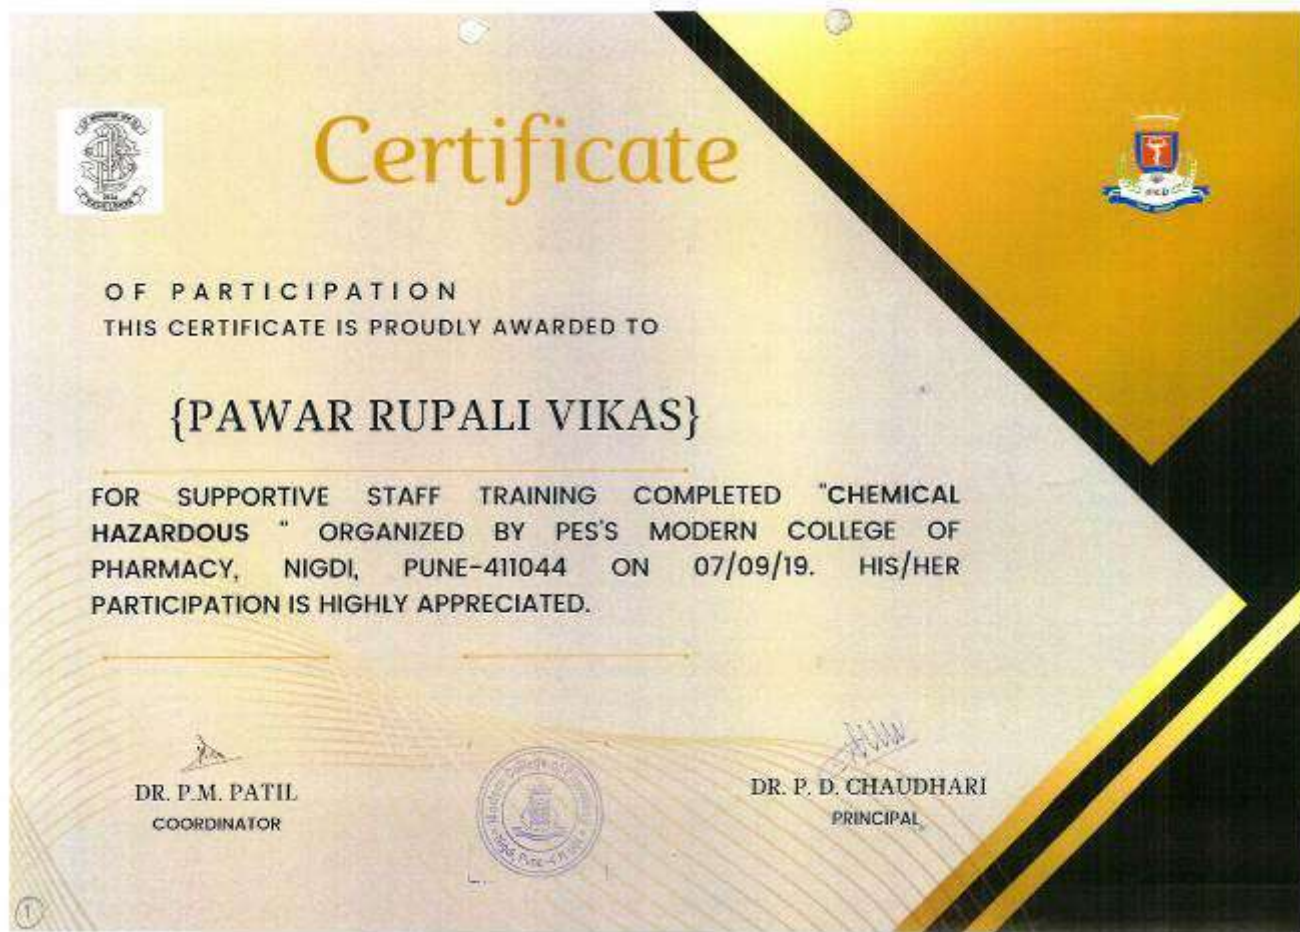 Certificate
OF PARTICIPATION
THIS CERTIFICATE IS PROUDLY AWARDED TO
{PAWAR RUPALI VIKAS}
FOR SUPPORTIVE STAFF TRAINING COMPLETED "CHEMICAL
HAZARDOUS " ORGANIZED BY PES'S MODERN COLLEGE OF
PHARMACY, NIGDI, PUNE-411044 ON 07/09/19. HIS/HER
PARTICIPATION IS HIGHLY APPRECIATED.
DR. P.M. PATIL
COORDINATOR
DR. P. D. CHAUDHARI
PRINCIPAL